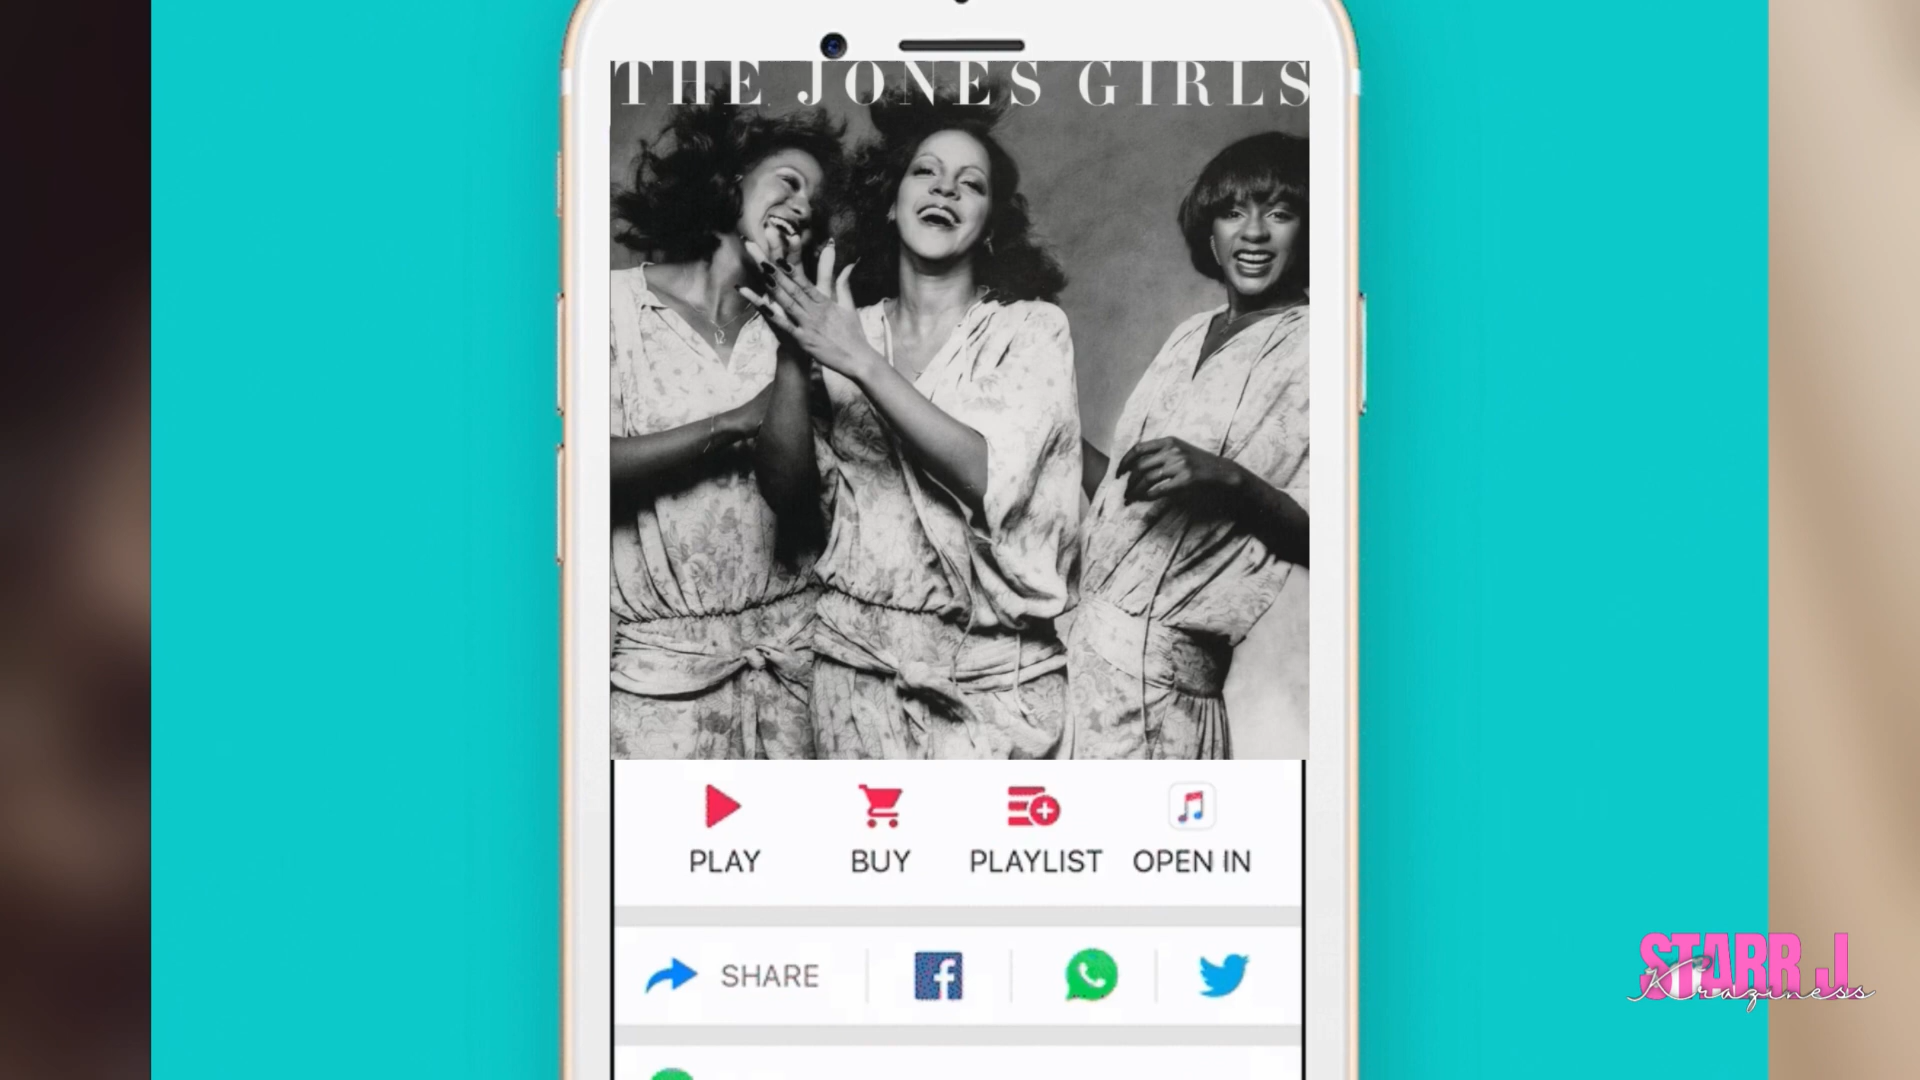 THE JONES GIRLS
PLAY BUY PLAYLIST OPEN IN
SHARE
STARR J
Kraziness